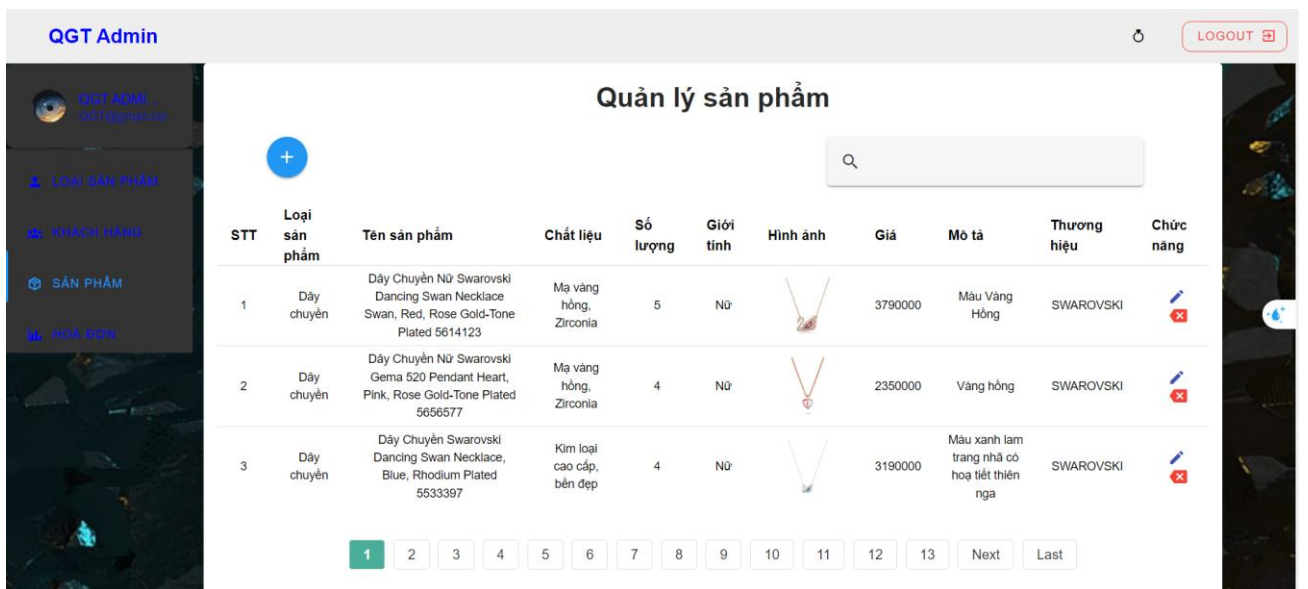 QGT Admin
LOGOUT
QGT ADMI...
QGT@gmail.co
Quản lý sản phẩm
LOẠI SẢN PHẨM
KHÁCH HÀNG
SẢN PHẨM
HOÁ ĐƠN
STT
Loại
sản
phẩm
Tên sản phẩm
Chất liệu
Số
lượng
Giới
tính
Hình ảnh
Giá
Mô tả
Thương
hiệu
Chức
năng
1
Dây
chuyền
Dây Chuyền Nữ Swarovski
Dancing Swan Necklace
Swan, Red, Rose Gold-Tone
Plated 5614123
Mạ vàng
hồng,
Zirconia
5
Nữ
3790000
Màu Vàng
Hồng
SWAROVSKI
2
Dây
chuyền
Dây Chuyền Nữ Swarovski
Gema 520 Pendant Heart,
Pink, Rose Gold-Tone Plated
5656577
Mạ vàng
hồng,
Zirconia
4
Nữ
2350000
Vàng hồng
SWAROVSKI
3
Dây
chuyền
Dây Chuyền Swarovski
Dancing Swan Necklace,
Blue, Rhodium Plated
5533397
Kim loại
cao cấp,
bền đẹp
4
Nữ
3190000
Màu xanh lam
trang nhã có
hoạ tiết thiên
nga
SWAROVSKI
1 2 3 4 5 6 7 8 9 10 11 12 13 Next Last